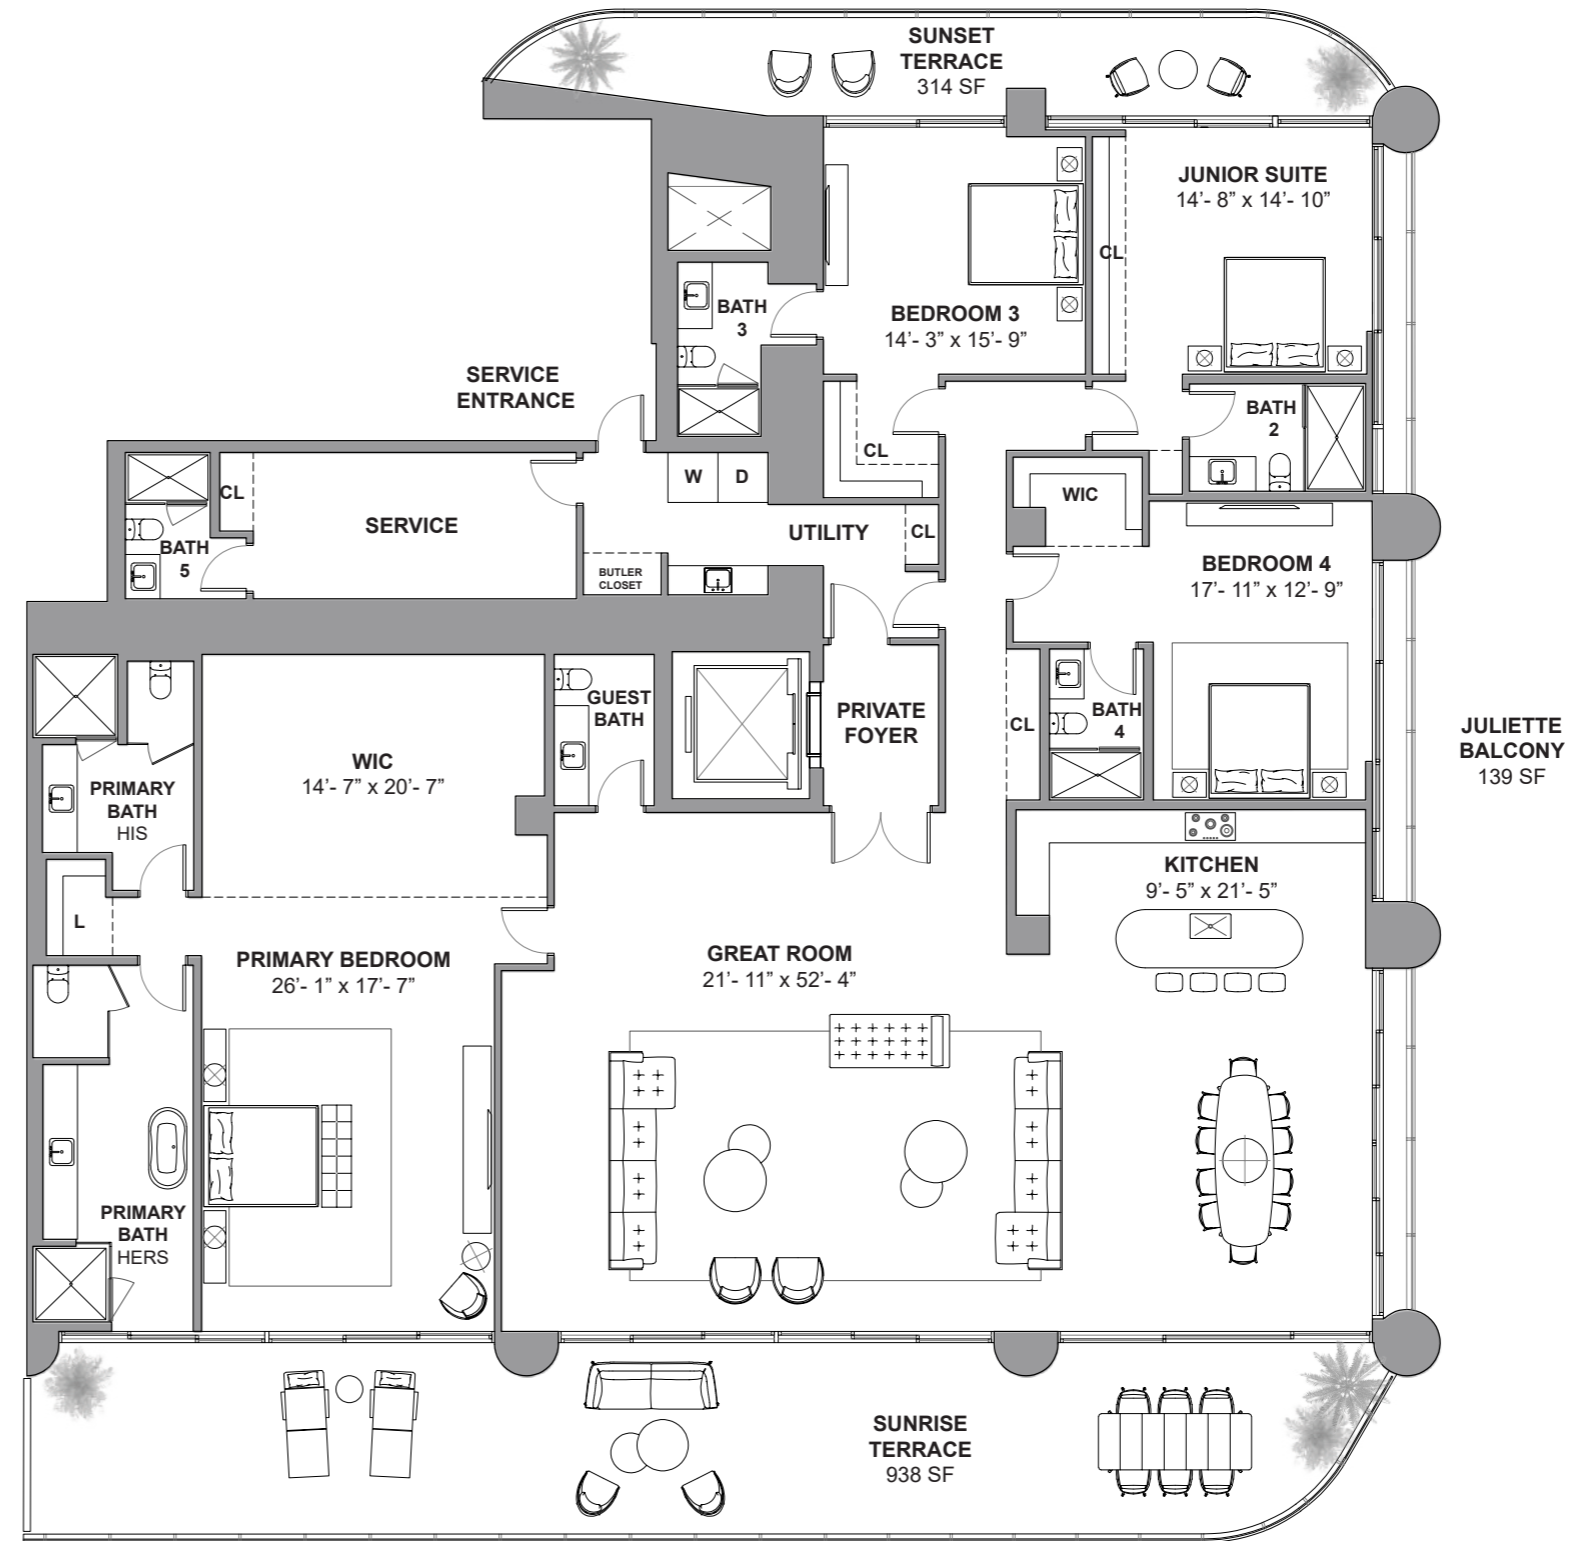 SUNSET
TERRACE
314 SF
JUNIOR SUITE
14’- 8” x 14’- 10”
CL
BATH
3
BEDROOM 3
14’- 3” x 15’- 9”
SERVICE
ENTRANCE
BATH
2
CL
W D
WIC
CL
SERVICE
UTILITY
CL
BATH
5
BUTLER
CLOSET
BEDROOM 4
17’- 11” x 12’- 9”
GUEST
BATH
PRIVATE
FOYER
CL
BATH
4
JULIETTE
BALCONY
139 SF
WIC
14’- 7” x 20’- 7”
PRIMARY
BATH
HIS
KITCHEN
9’- 5” x 21’- 5”
L
PRIMARY BEDROOM
26’- 1” x 17’- 7”
GREAT ROOM
21’- 11” x 52’- 4”
PRIMARY
BATH
HERS
SUNRISE
TERRACE
938 SF